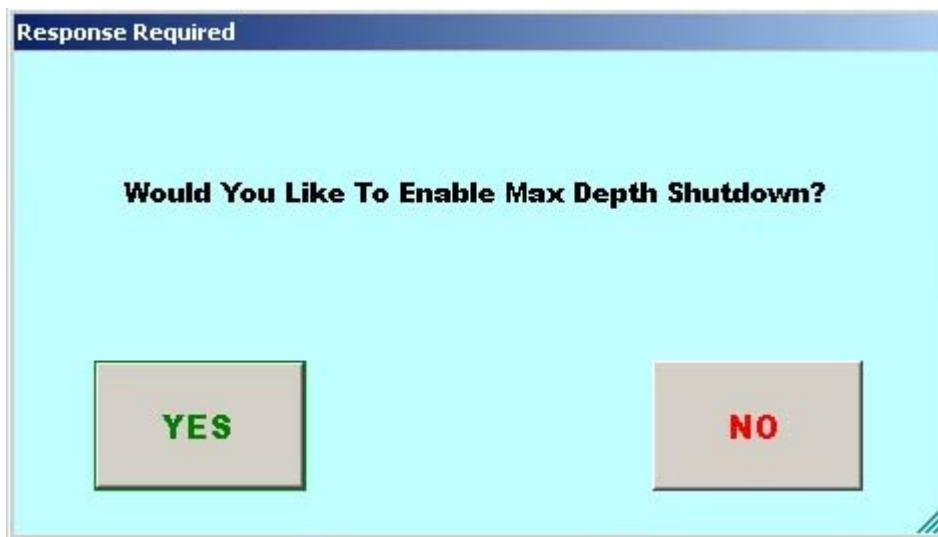 Response Required
Would You Like To Enable Max Depth Shutdown?
YES
NO